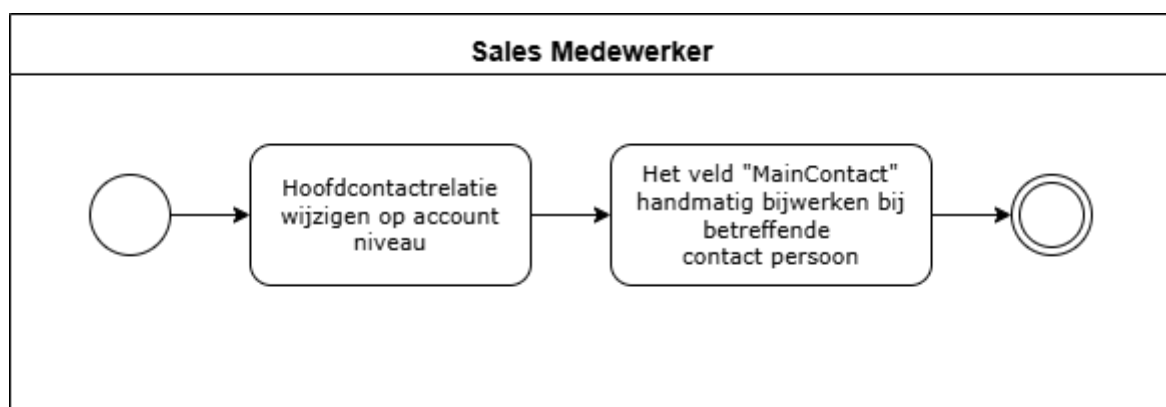 Sales Medewerker
Hoofdcontactrelatie
wijzigen op account
niveau
Het veld "MainContact"
handmatig bijwerken bij
betreffende
contact persoon